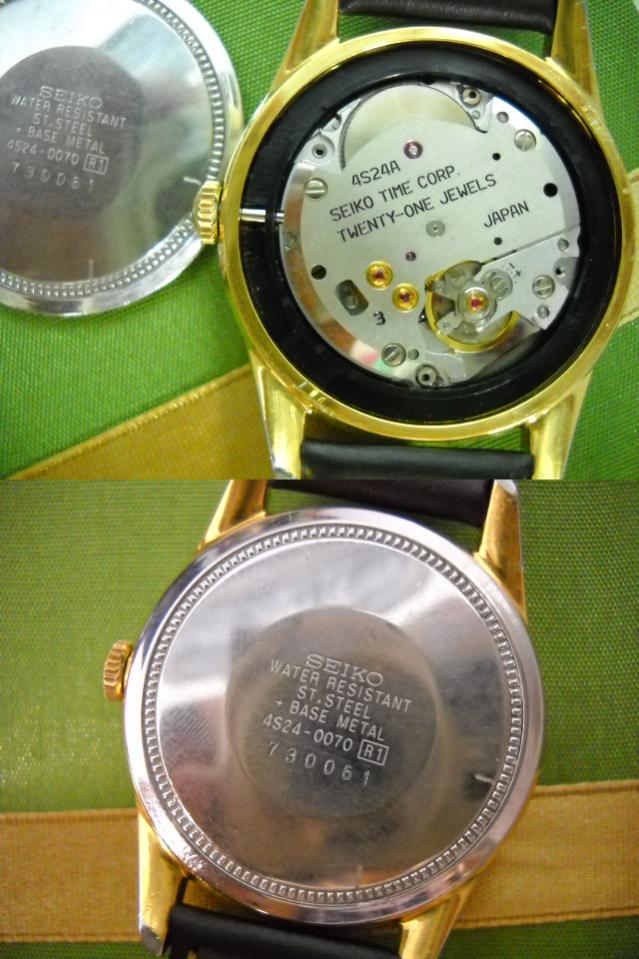 SEIKO
WATER RESISTANT
ST.STEEL
+ BASE METAL
4S24-0070 R1
730061
4S24A
SEIKO TIME CORP.
TWENTY-ONE JEWELS
JAPAN
3
- +
SEIKO
WATER RESISTANT
ST.STEEL
+ BASE METAL
4S24-0070 R1
730061